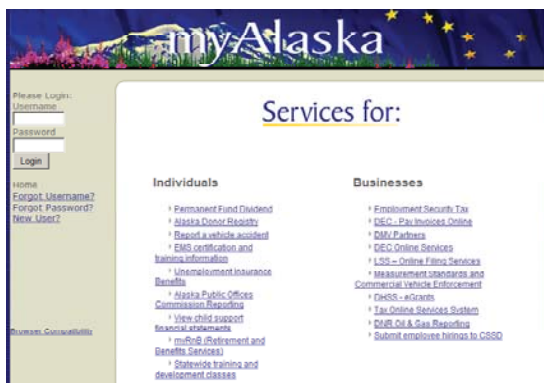 myAlaska
Please Login:
Username
Password
Login
Home
Forgot Username?
Forgot Password?
New User?
Browser Compatibility
Services for:
Individuals
Permanent Fund Dividend
Alaska Donor Registry
Report a vehicle accident
EMS certification and
training information
Unemployment Insurance
Benefits
Alaska Public Offices
Commission Reporting
View child support
financial statements
myRnB (Retirement and
Benefits Services)
Statewide training and
development classes
Businesses
Employment Security Tax
DEC - Pay Invoices Online
DMV Partners
DEC Online Services
LSS – Online Filing Services
Measurement Standards and
Commercial Vehicle Enforcement
DHSS - eGrants
Tax Online Services System
DNR Oil & Gas Reporting
Submit employee hirings to CSSD